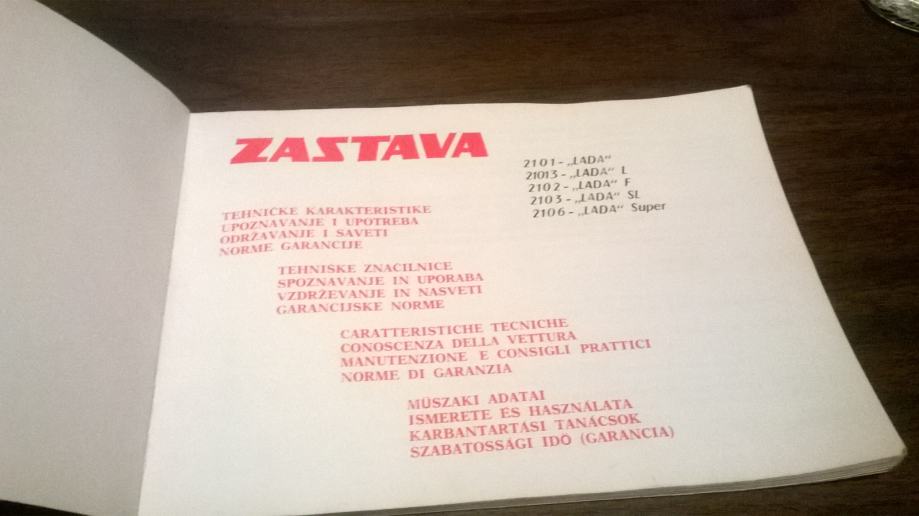 ZASTAVA
2101-„LADA“
21013-„LADA“ L
2102-„LADA“ F
2103-„LADA“ SL
2106-„LADA“ Super
TEHNIČKE KARAKTERISTIKE
UPOZNAVANJE I UPOTREBA
ODRŽAVANJE I SAVETI
NORME GARANCIJE
TEHNIŠKE ZNAČILNICE
SPOZNAVANJE IN UPORABA
VZDRŽEVANJE IN NASVETI
GARANCIJSKE NORME
CARATTERISTICHE TECNICHE
CONOSCENZA DELLA VETTURA
MANUTENZIONE E CONSIGLI PRATTICI
NORME DI GARANZIA
MŰSZAKI ADATAI
ISMERETE ÉS HASZNÁLATA
KARBANTARTÁSI TANÁCSOK
SZABATOSSÁGI IDŐ (GARANCIA)